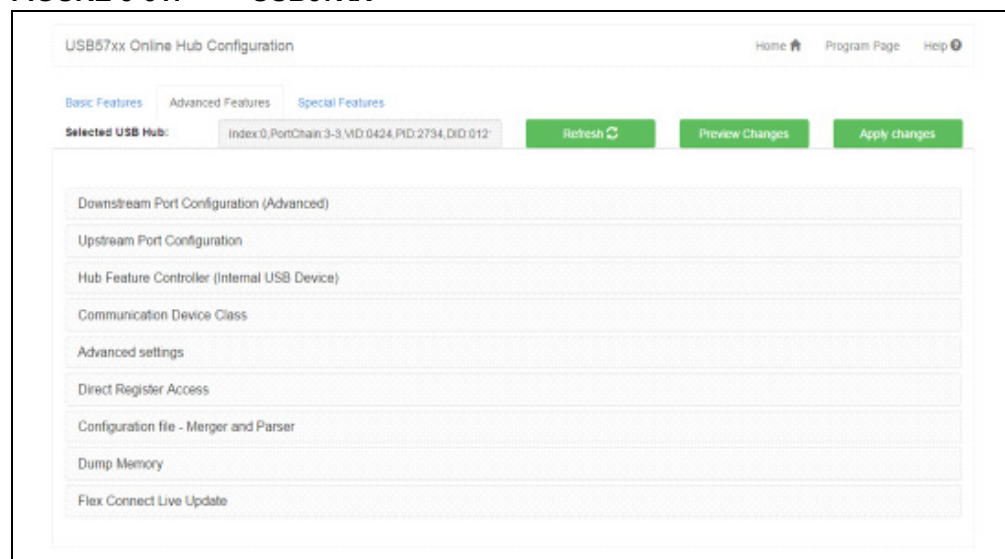 USB57xx Online Hub Configuration
Home Program Page Help
Basic Features Advanced Features Special Features
Selected USB Hub: Index:0,PortChain:3-3,VID:0424,PID:2734,DID:012 Refresh Preview Changes Apply changes
Downstream Port Configuration (Advanced)
Upstream Port Configuration
Hub Feature Controller (Internal USB Device)
Communication Device Class
Advanced settings
Direct Register Access
Configuration file - Merger and Parser
Dump Memory
Flex Connect Live Update